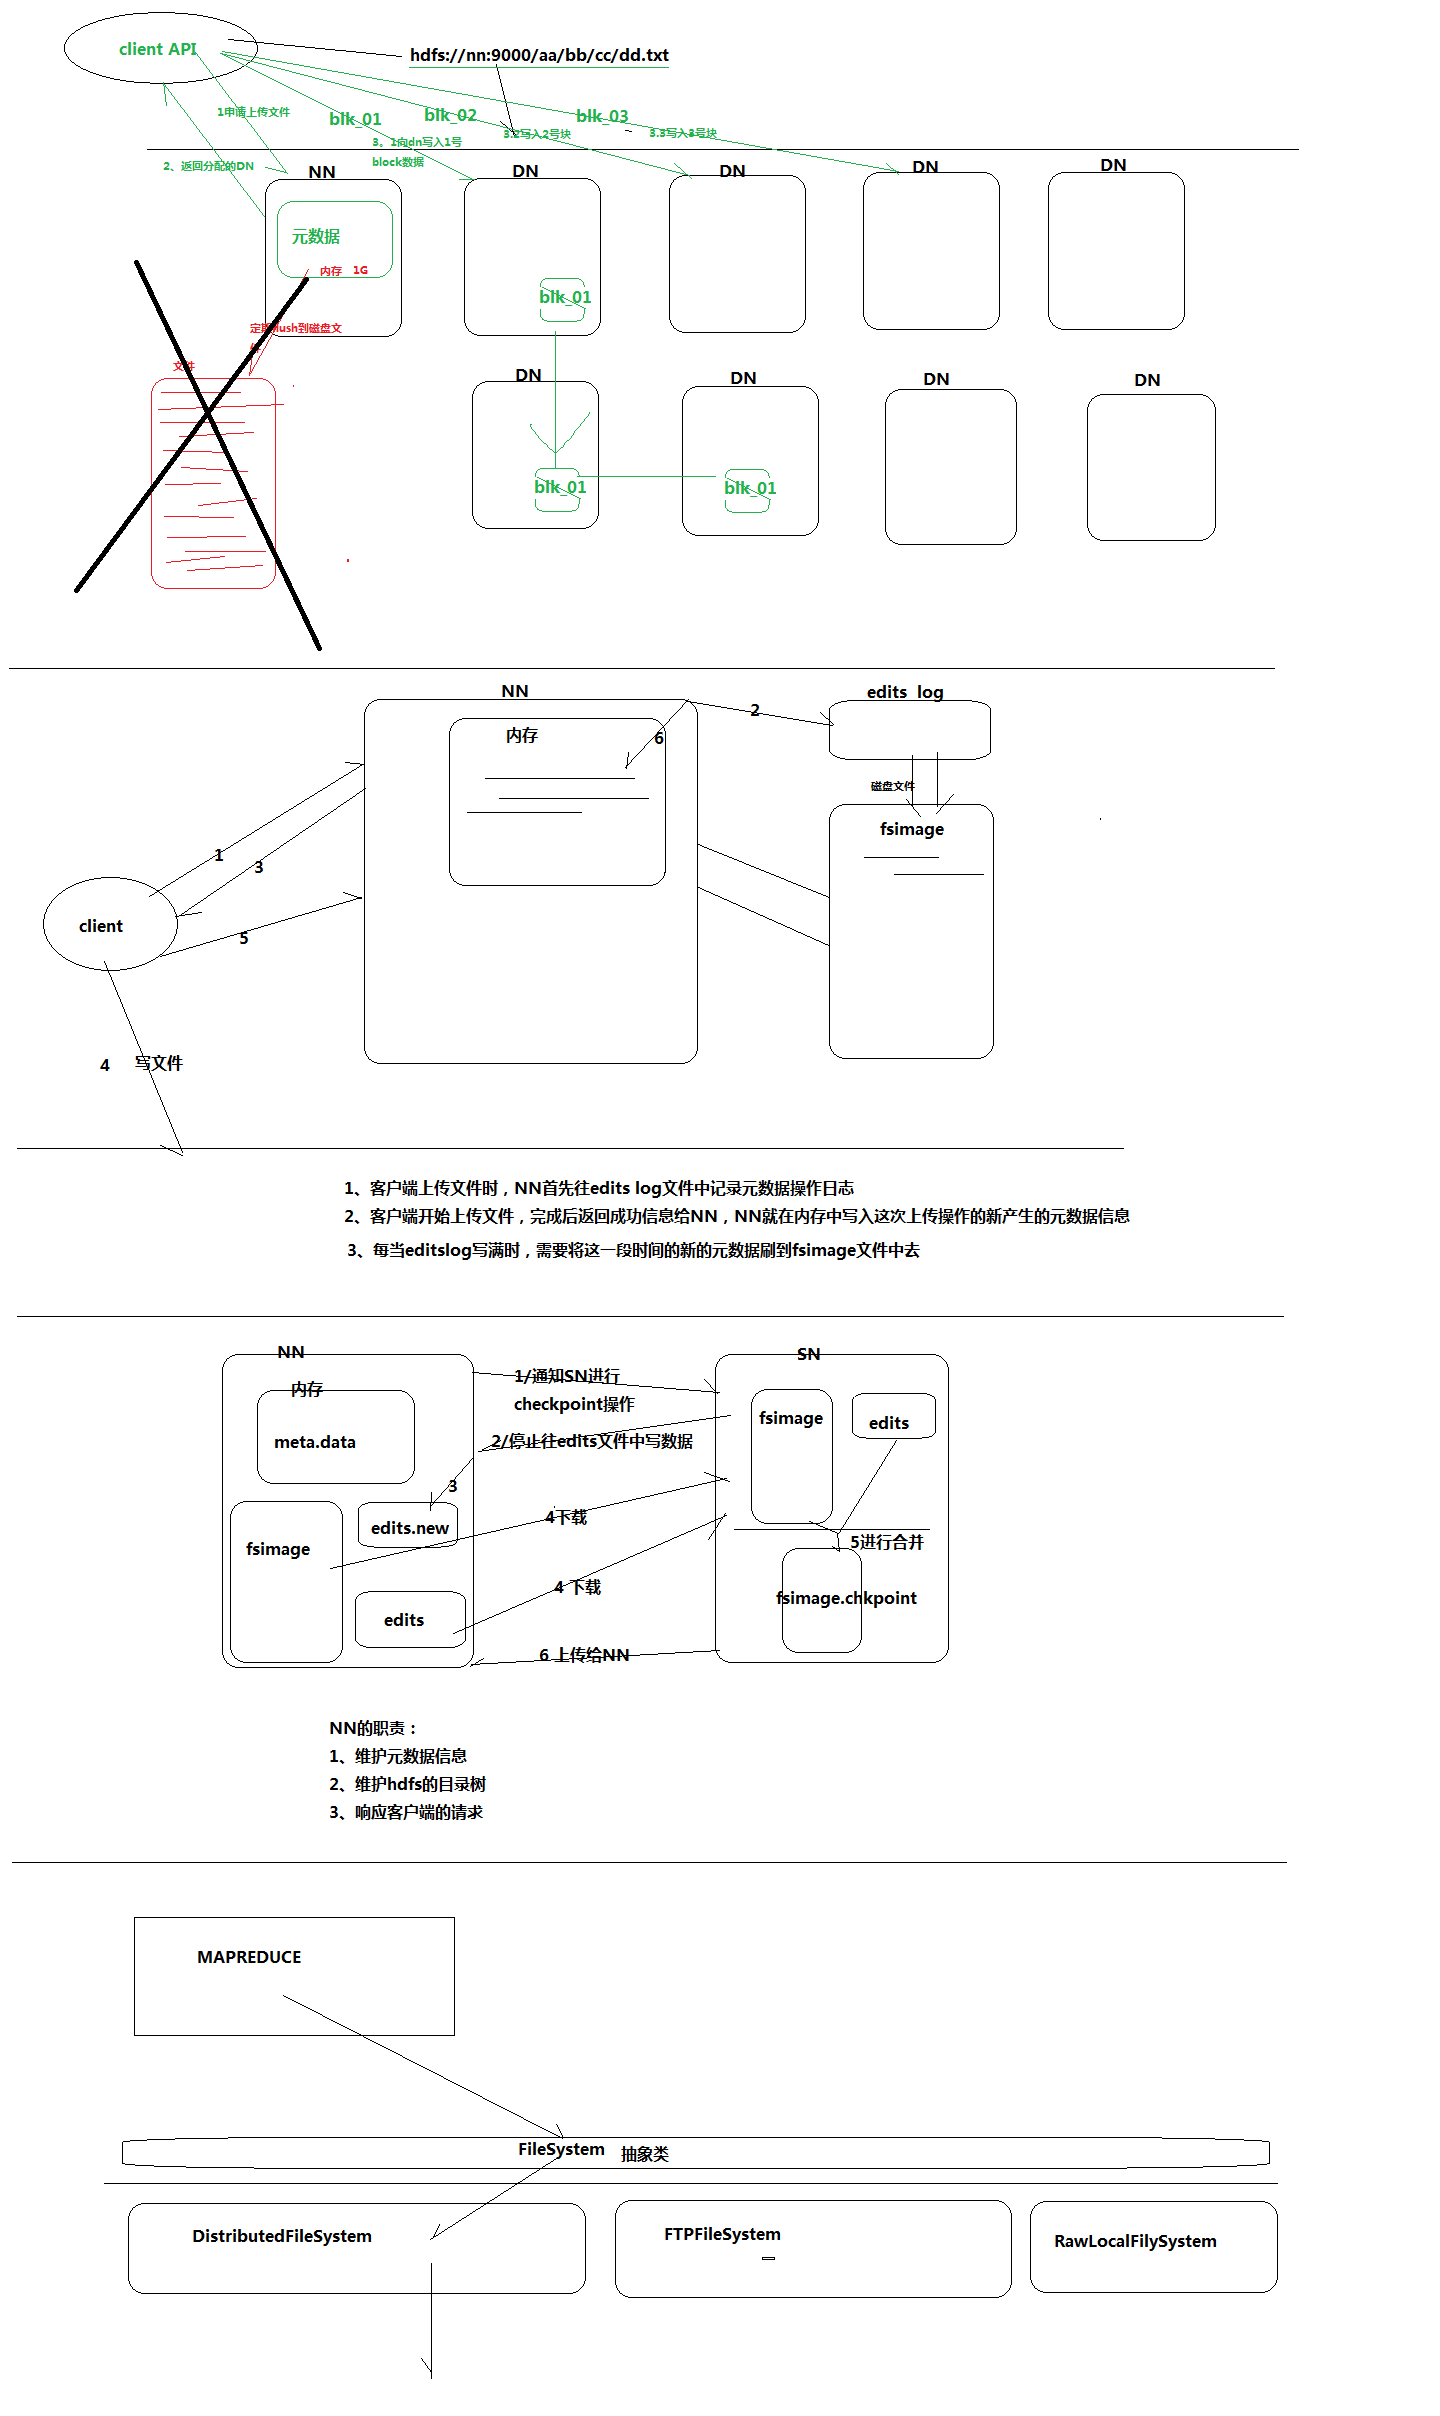 client API
hdfs://nn:9000/aa/bb/cc/dd.txt
1申请上传文件
blk_01
blk_02
blk_03
3。1向dn写入1号
block数据
3.2写入2号块
3.3写入3号块
2、返回分配的DN
NN
DN
DN
DN
DN
元数据
内存 1G
blk_01
定期flush到磁盘文
件
文件
DN
DN
DN
DN
blk_01
blk_01
NN
edits log
2
内存
6
磁盘文件
fsimage
1
3
client
5
4 写文件
1、客户端上传文件时，NN首先往edits log文件中记录元数据操作日志
2、客户端开始上传文件，完成后返回成功信息给NN，NN就在内存中写入这次上传操作的新产生的元数据信息
3、每当editslog写满时，需要将这一段时间的新的元数据刷到fsimage文件中去
NN
SN
内存
1/通知SN进行
checkpoint操作
meta.data
2/停止往edits文件中写数据
fsimage
edits
3
edits.new
4下载
fsimage
5进行合并
4 下载
edits
fsimage.chkpoint
6 上传给NN
NN的职责：
1、维护元数据信息
2、维护hdfs的目录树
3、响应客户端的请求
MAPREDUCE
FileSystem 抽象类
DistributedFileSystem
FTPFileSystem
RawLocalFilySystem